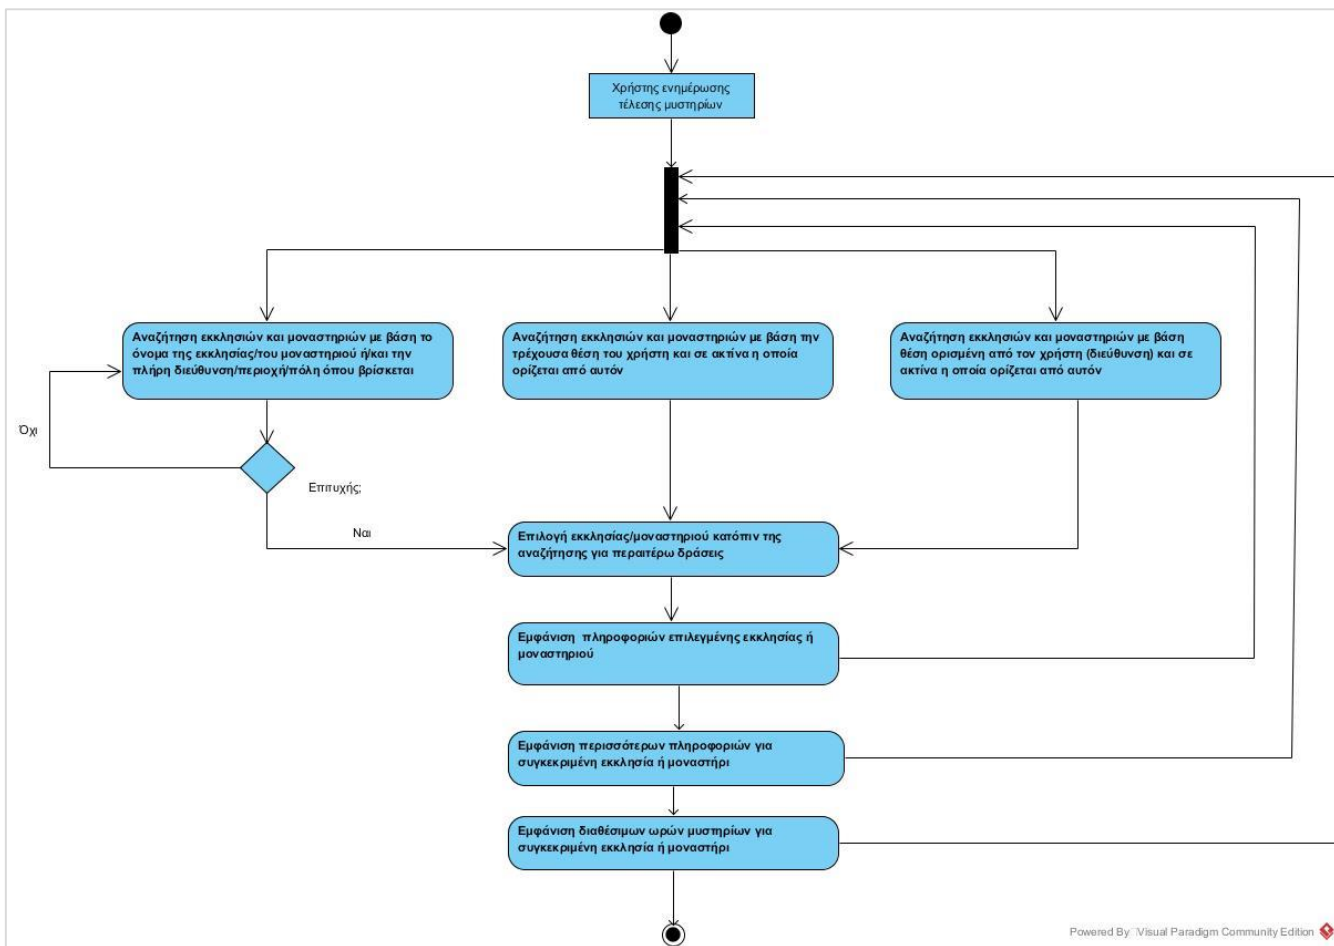 Χρήστης ενημέρωσης
τέλεσης μυστηρίων
Αναζήτηση εκκλησιών και μοναστηριών με βάση το
όνομα της εκκλησίας/του μοναστηριού ή/και την
πλήρη διεύθυνση/περιοχή/πόλη όπου βρίσκεται
Αναζήτηση εκκλησιών και μοναστηριών με βάση την
τρέχουσα θέση του χρήστη και σε ακτίνα η οποία
ορίζεται από αυτόν
Αναζήτηση εκκλησιών και μοναστηριών με βάση
θέση ορισμένη από τον χρήστη (διεύθυνση) και σε
ακτίνα η οποία ορίζεται από αυτόν
Όχι
Επιτυχής;
Ναι
Επιλογή εκκλησίας/μοναστηριού κατόπιν της
αναζήτησης για περαιτέρω δράσεις
Εμφάνιση πληροφοριών επιλεγμένης εκκλησίας ή
μοναστηριού
Εμφάνιση περισσότερων πληροφοριών για
συγκεκριμένη εκκλησία ή μοναστήρι
Εμφάνιση διαθέσιμων ωρών μυστηρίων για
συγκεκριμένη εκκλησία ή μοναστήρι
Powered By Visual Paradigm Community Edition